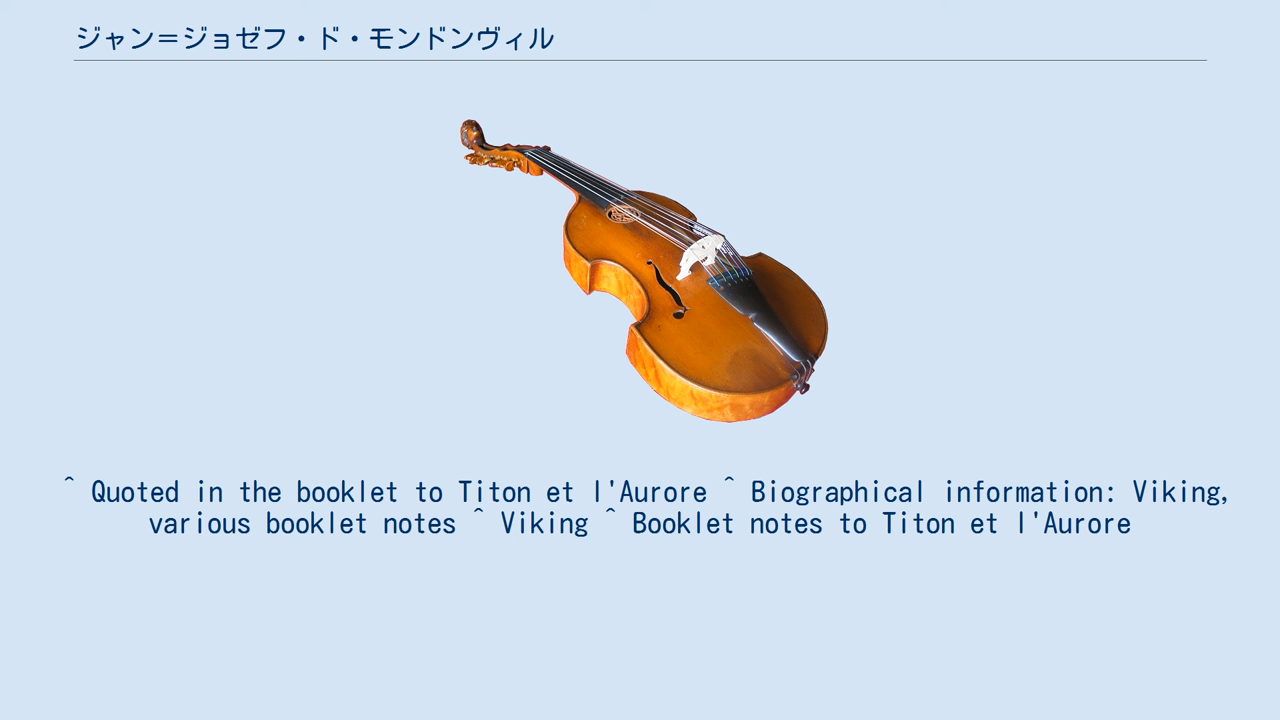 ジャン＝ジョゼフ・ド・モンドンヴィル
^ Quoted in the booklet to Titon et l'Aurore ^ Biographical information: Viking,
various booklet notes ^ Viking ^ Booklet notes to Titon et l'Aurore